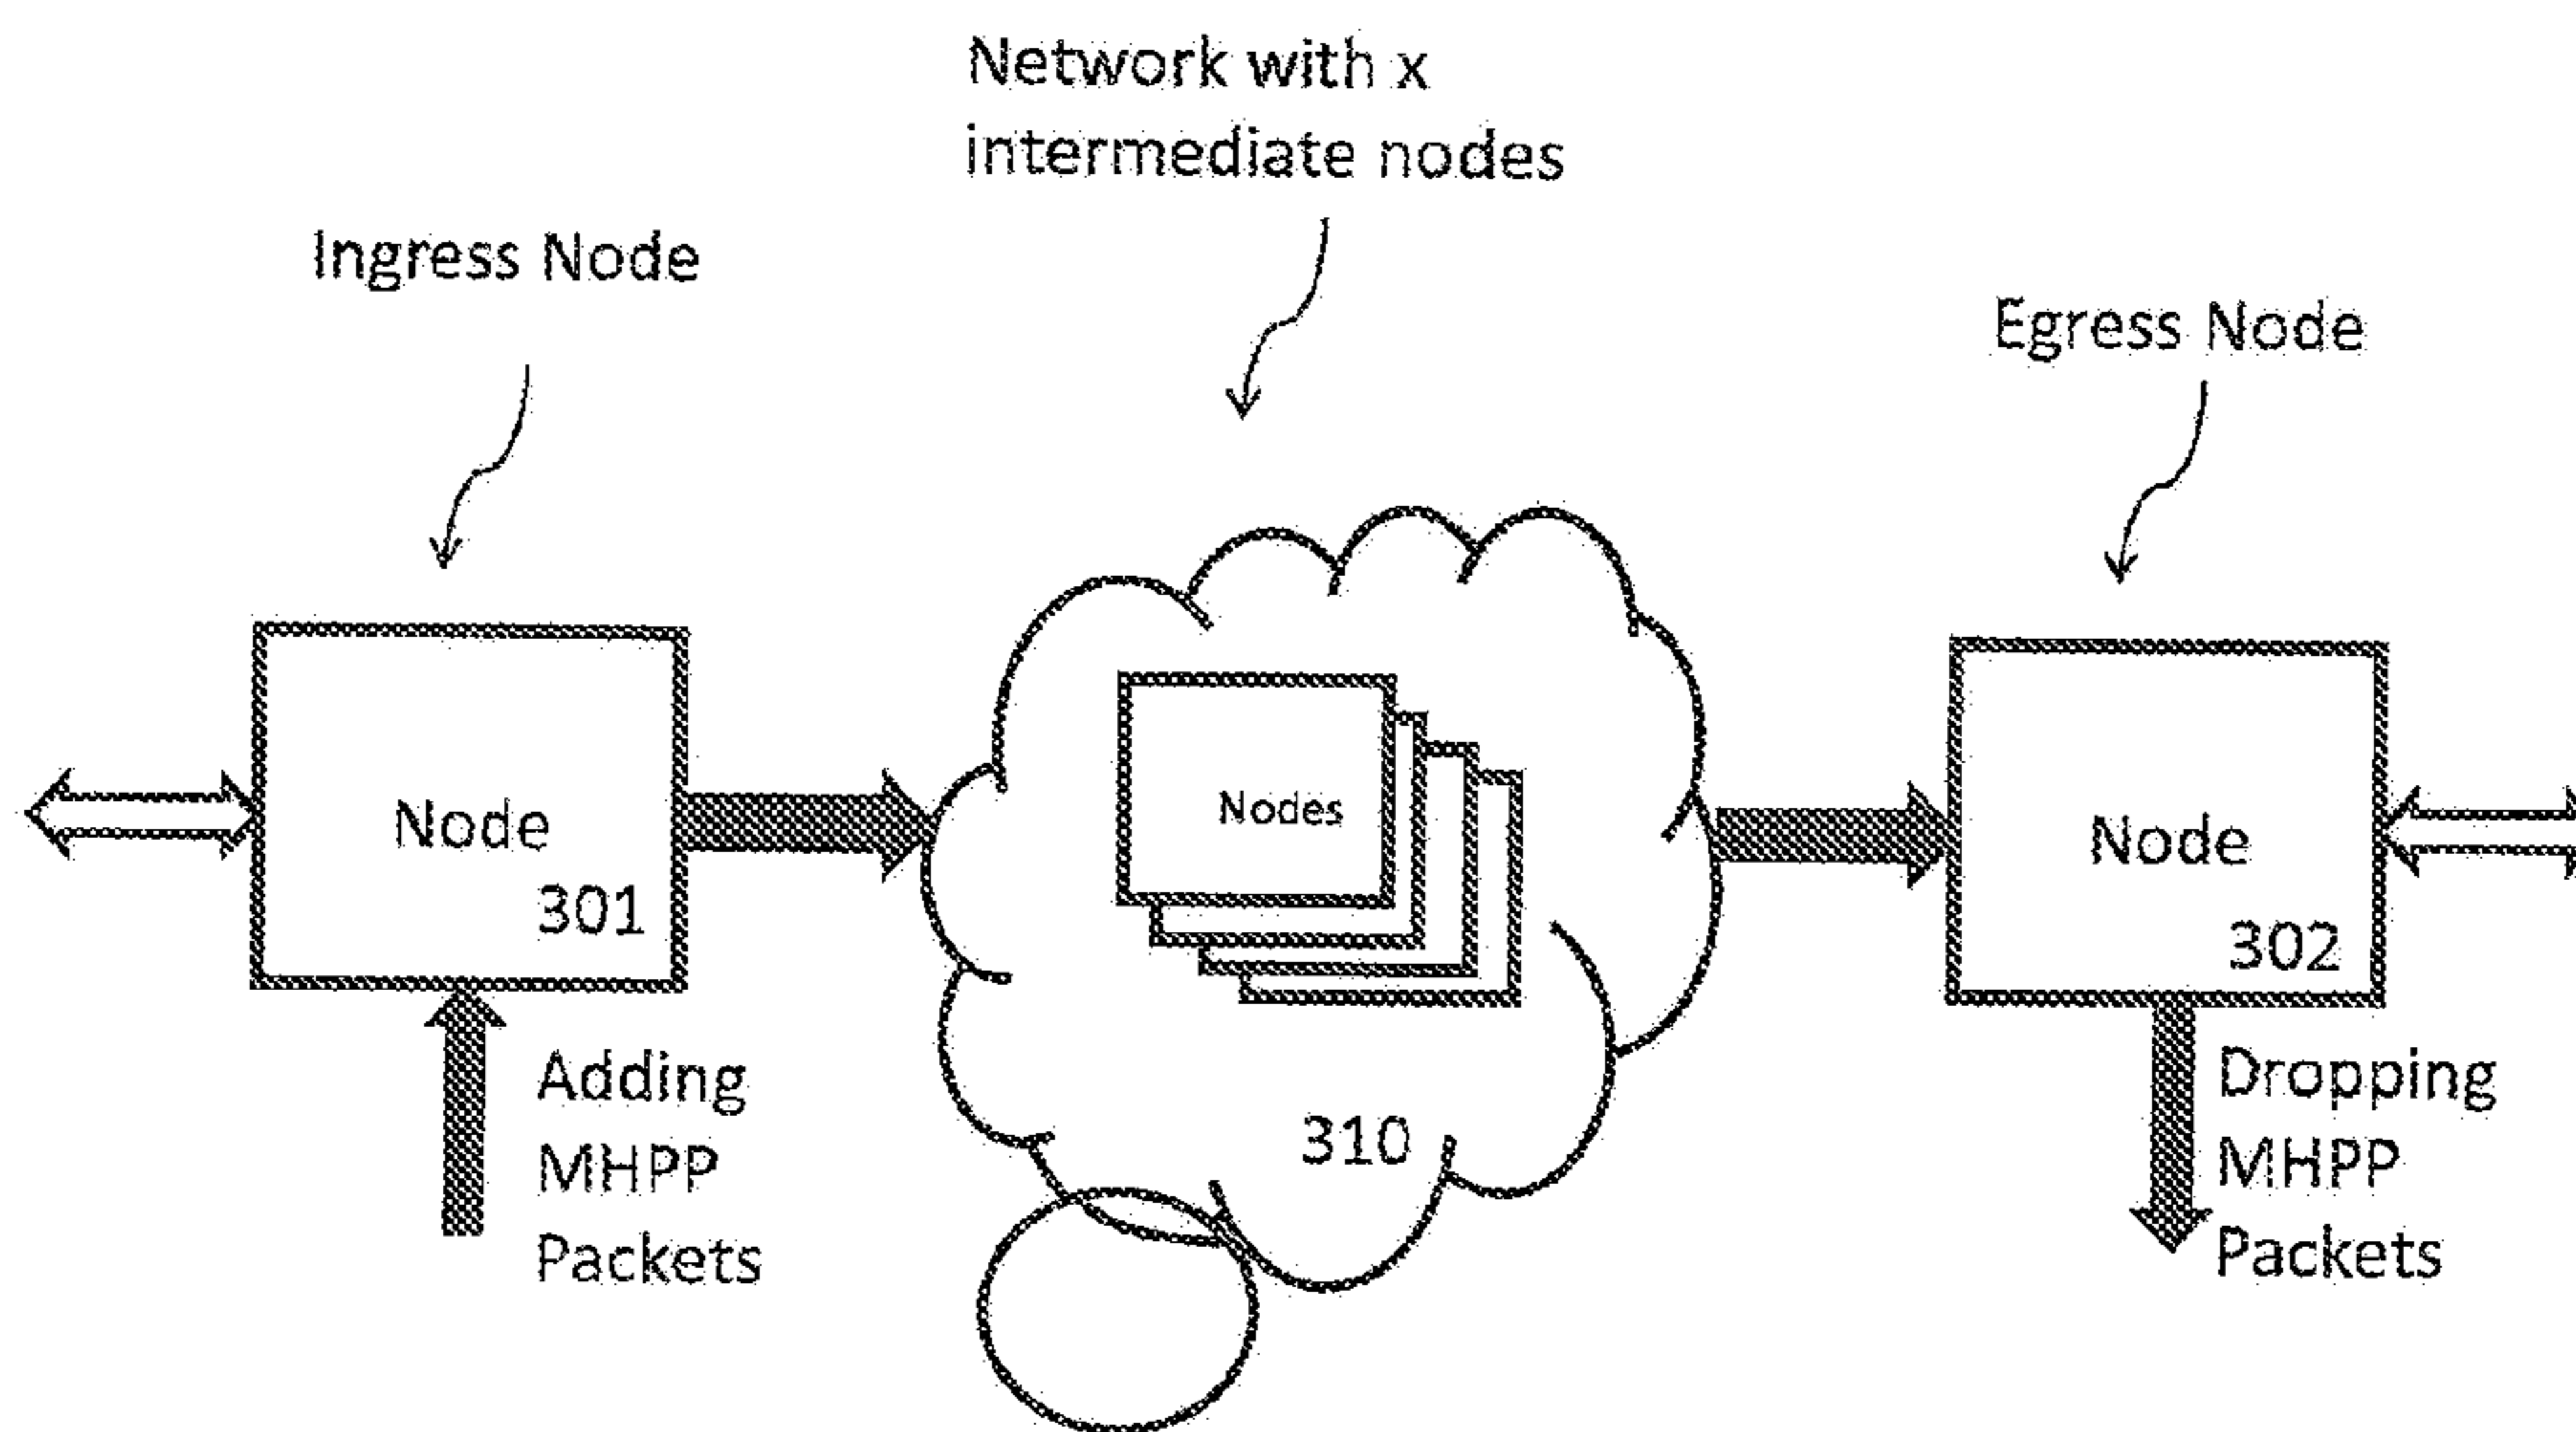 Network with x
intermediate nodes
Ingress Node
Egress Node
Node
301
Nodes
Node
302
Adding
MHPP
Packets
310
Dropping
MHPP
Packets